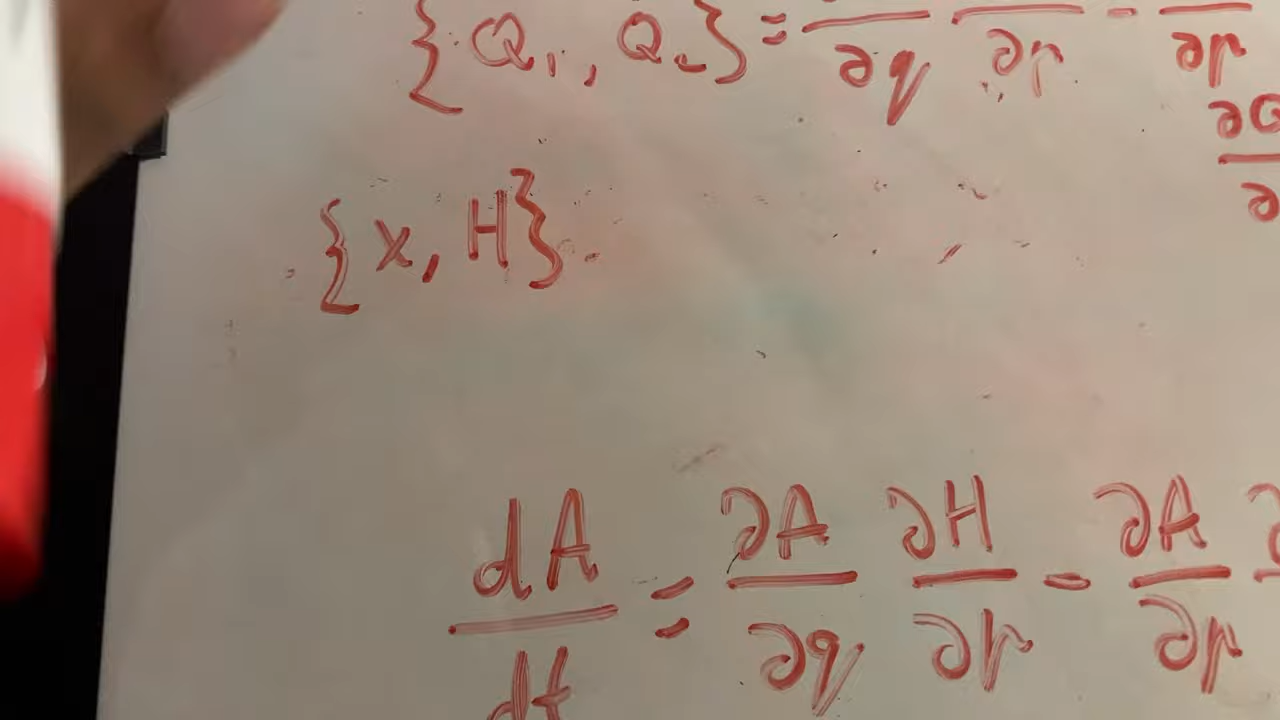 {Q₁, Q₂} = ∂q ∂p - ∂p
∂Q
∂
{x, H}
dA/dt = ∂A/∂q ∂H/∂p - ∂A/∂p ∂